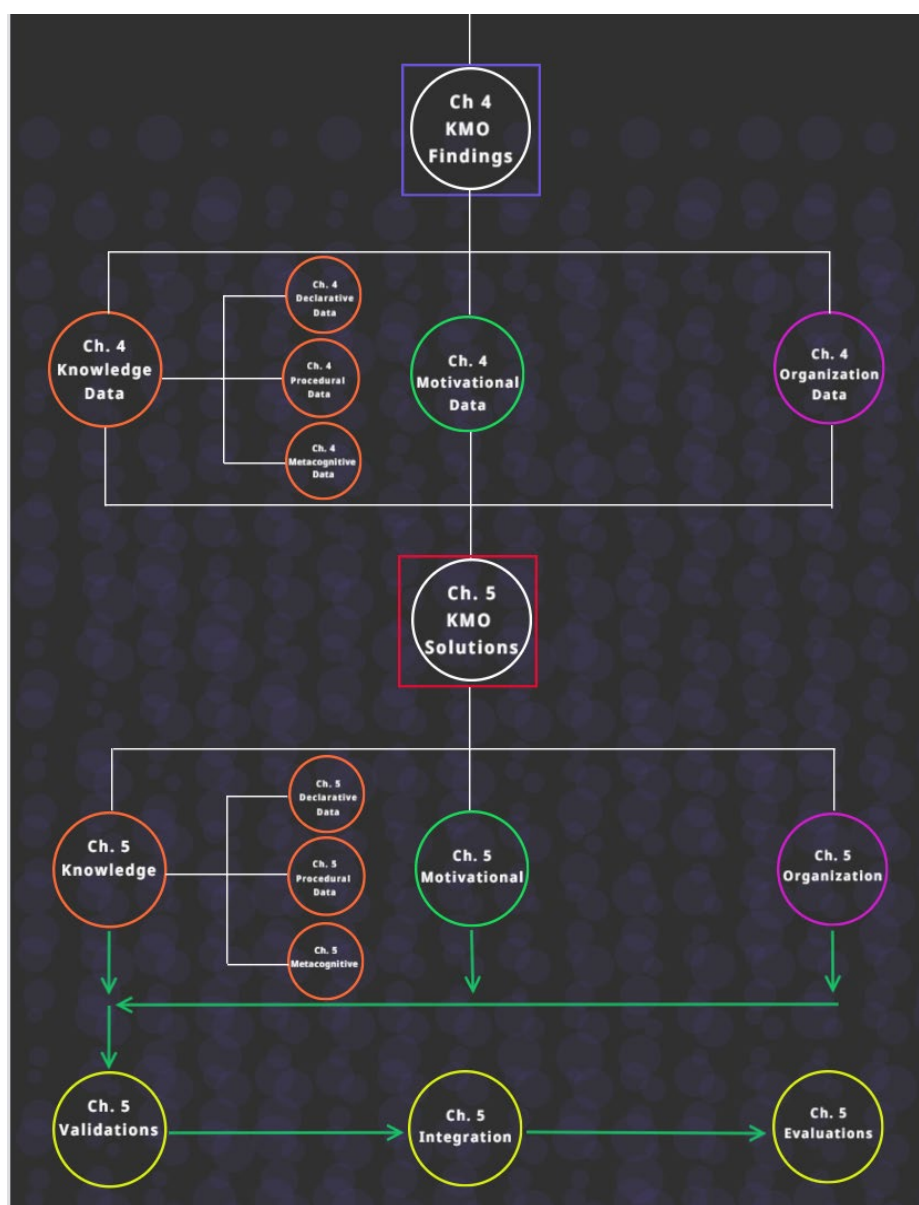 Ch 4
KMO
Findings
Ch. 4
Declarative
Data
Ch. 4
Knowledge
Data
Ch. 4
Procedural
Data
Ch. 4
Metacognitive
Data
Ch. 4
Motivational
Data
Ch. 4
Organization
Data
Ch. 5
KMO
Solutions
Ch. 5
Declarative
Data
Ch. 5
Knowledge
Ch. 5
Procedural
Data
Ch. 5
Metacognitive
Ch. 5
Motivational
Ch. 5
Organization
Ch. 5
Validations
Ch. 5
Integration
Ch. 5
Evaluations